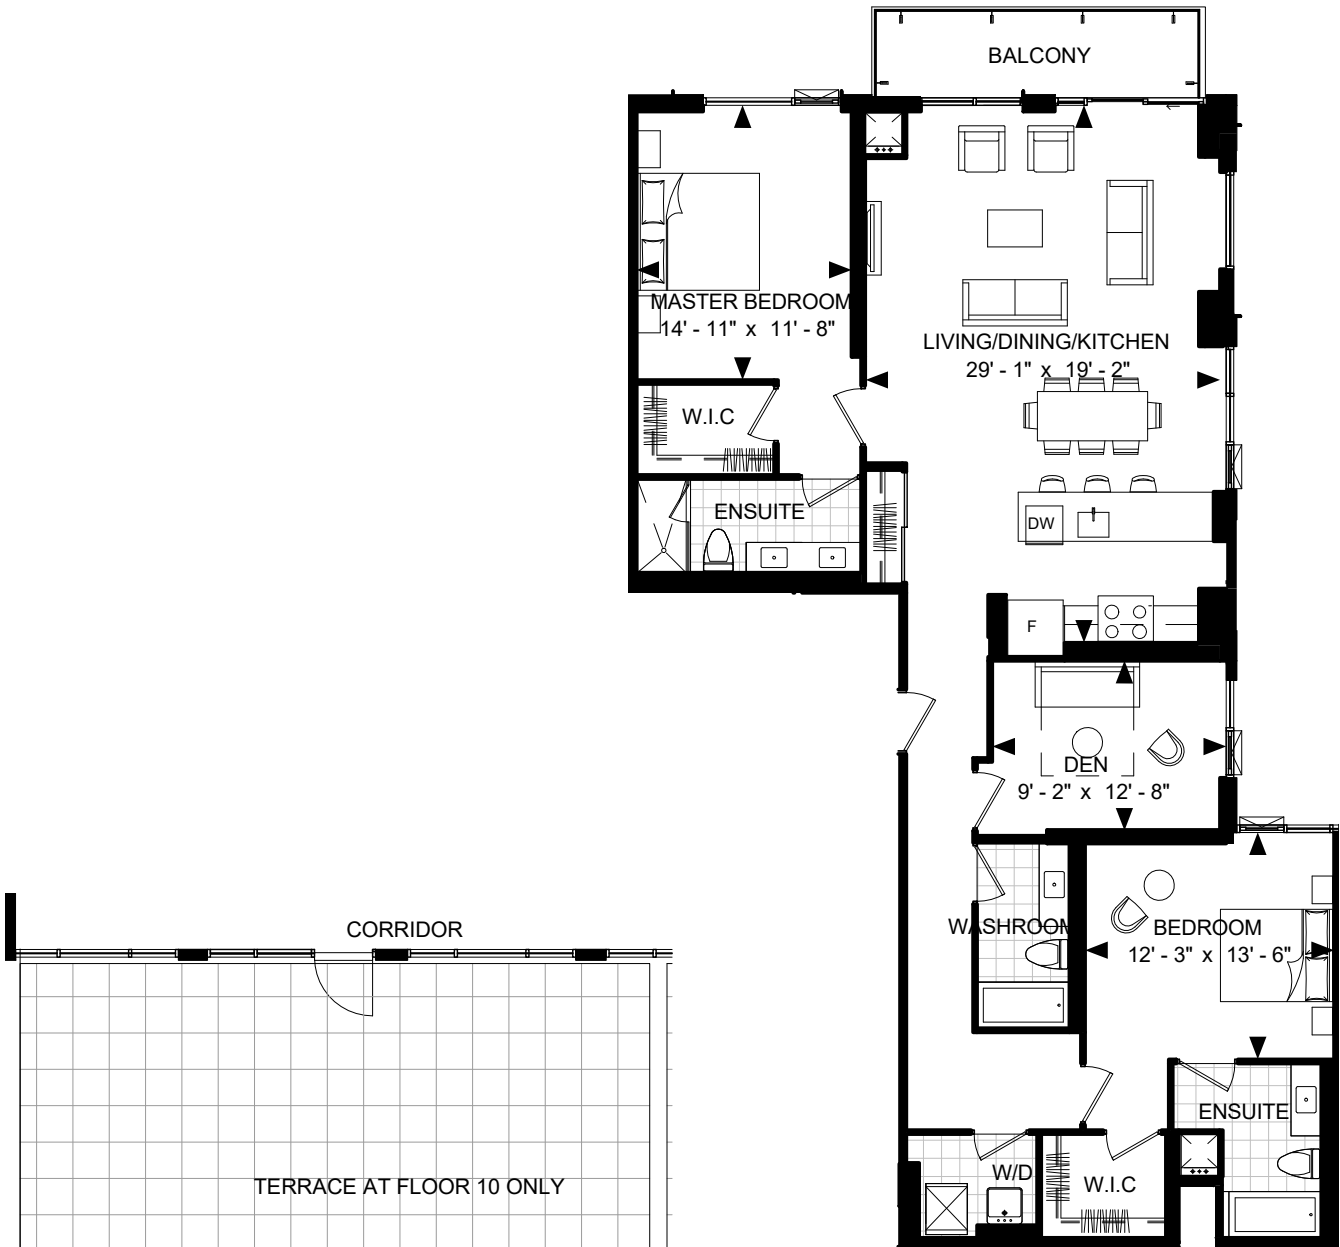 BALCONY
MASTER BEDROOM
14' - 11" x 11' - 8"
LIVING/DINING/KITCHEN
29' - 1" x 19' - 2"
W.I.C
ENSUITE
DW
F
DEN
9' - 2" x 12' - 8"
WASHROOM
BEDROOM
12' - 3" x 13' - 6"
CORRIDOR
ENSUITE
W/D
W.I.C
TERRACE AT FLOOR 10 ONLY